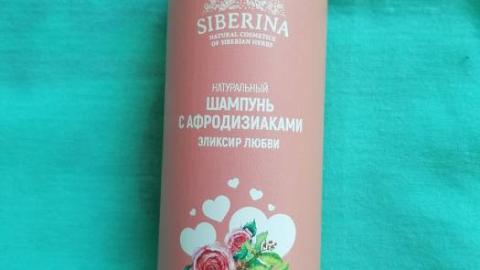 SIBERINA
NATURAL COSMETICS
OF SIBERIAN HERBS
НАТУРАЛЬНЫЙ
ШАМПУНЬ
С АФРОДИЗИАКАМИ
ЭЛИКСИР ЛЮБВИ